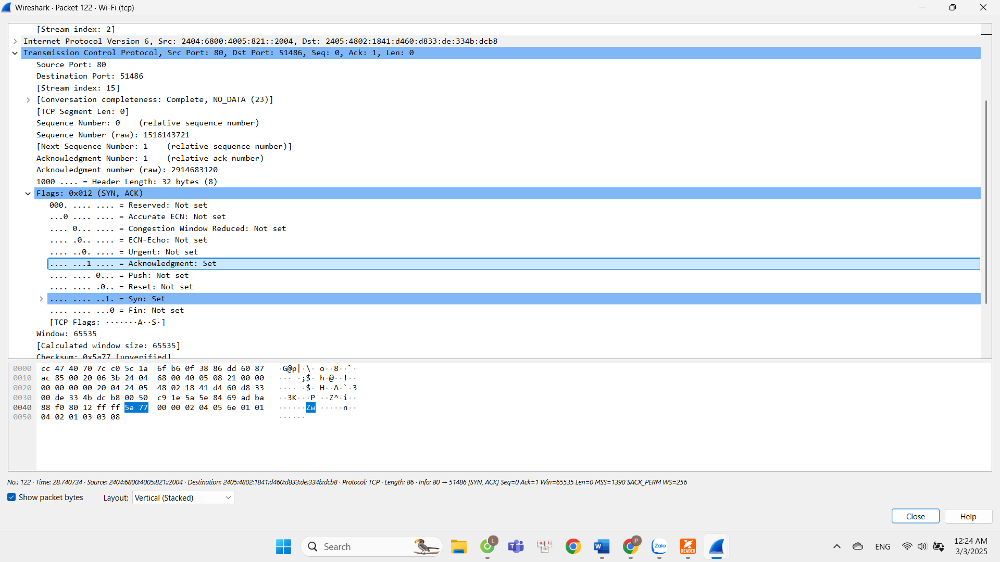 Wireshark · Packet 122 · Wi-Fi (tcp)
[Stream index: 2]
Internet Protocol Version 6, Src: 2404:6800:4005:821::2004, Dst: 2405:4802:1841:d460:d833:de:334b:dcb8
Transmission Control Protocol, Src Port: 80, Dst Port: 51486, Seq: 0, Ack: 1, Len: 0
Source Port: 80
Destination Port: 51486
[Stream index: 15]
[Conversation completeness: Complete, NO_DATA (23)]
[TCP Segment Len: 0]
Sequence Number: 0    (relative sequence number)
Sequence Number (raw): 1516143721
[Next Sequence Number: 1    (relative sequence number)]
Acknowledgment Number: 1    (relative ack number)
Acknowledgment number (raw): 2914683120
1000 .... = Header Length: 32 bytes (8)
Flags: 0x012 (SYN, ACK)
000. .... .... = Reserved: Not set
...0 .... .... = Accurate ECN: Not set
.... 0... .... = Congestion Window Reduced: Not set
.... .0.. .... = ECN-Echo: Not set
.... ..0. .... = Urgent: Not set
.... ...1 .... = Acknowledgment: Set
.... .... 0... = Push: Not set
.... .... .0.. = Reset: Not set
.... .... ..1. = Syn: Set
.... .... ...0 = Fin: Not set
[TCP Flags: ·······A··S·]
Window: 65535
[Calculated window size: 65535]
Checksum: 0x5a77 [unverified]
0000 cc 47 40 70 7c c0 5c 1a 6f b6 0f 38 86 dd 60 87 ·G@p|·\· o··8··`·
0010 ac 85 00 20 06 3b 24 04 68 00 40 05 08 21 00 00 ··· ·;$· h·@··!··
0020 00 00 00 00 20 04 24 05 48 02 18 41 d4 60 d8 33 ···· ·$· H··A·`·3
0030 00 de 33 4b dc b8 00 50 c9 1e 5a 5e 84 69 ad ba ··3K···P ··Z^·i··
0040 88 f0 80 12 ff ff 5a 77 00 00 02 04 05 6e 01 01 ······Zw ·····n··
0050 04 02 01 03 03 08 ······
No.: 122 · Time: 28.740734 · Source: 2404:6800:4005:821::2004 · Destination: 2405:4802:1841:d460:d833:de:334b:dcb8 · Protocol: TCP · Length: 86 · Info: 80 → 51486 [SYN, ACK] Seq=0 Ack=1 Win=65535 Len=0 MSS=1390 SACK_PERM WS=256
Show packet bytes Layout: Vertical (Stacked)
Close Help
Search L T uni W P Zalo READER ENG 12:24 AM
3/3/2025